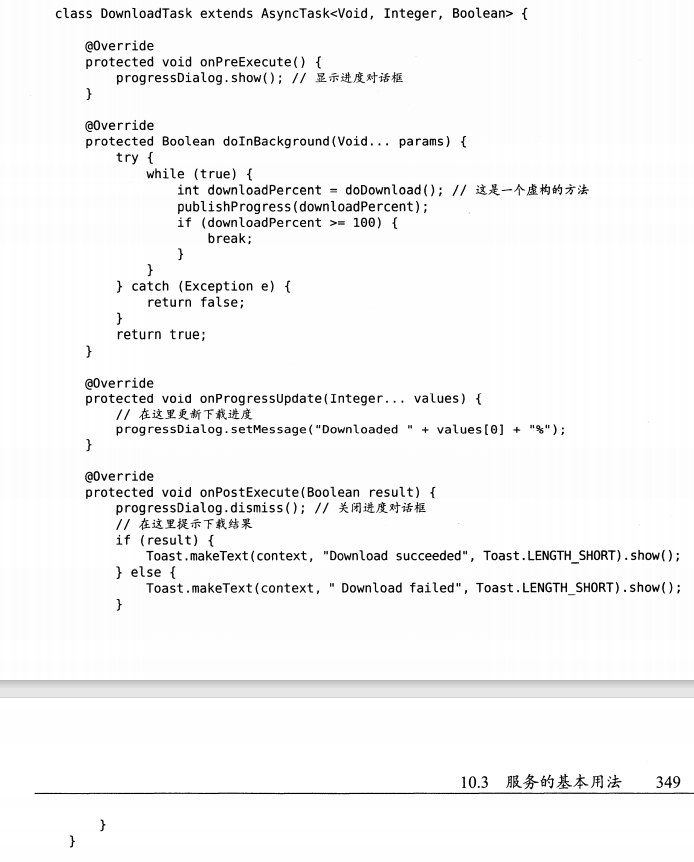 class DownloadTask extends AsyncTask<Void, Integer, Boolean> {
@Override
protected void onPreExecute() {
progressDialog.show(); // 显示进度对话框
}
@Override
protected Boolean doInBackground(Void... params) {
try {
while (true) {
int downloadPercent = doDownload(); // 这是一个虚构的方法
publishProgress(downloadPercent);
if (downloadPercent >= 100) {
break;
}
}
} catch (Exception e) {
return false;
}
return true;
}
@Override
protected void onProgressUpdate(Integer... values) {
// 在这里更新下载进度
progressDialog.setMessage("Downloaded " + values[0] + "%");
}
@Override
protected void onPostExecute(Boolean result) {
progressDialog.dismiss(); // 关闭进度对话框
// 在这里提示下载结果
if (result) {
Toast.makeText(context, "Download succeeded", Toast.LENGTH_SHORT).show();
} else {
Toast.makeText(context, " Download failed", Toast.LENGTH_SHORT).show();
}
10.3 服务的基本用法 349
}
}